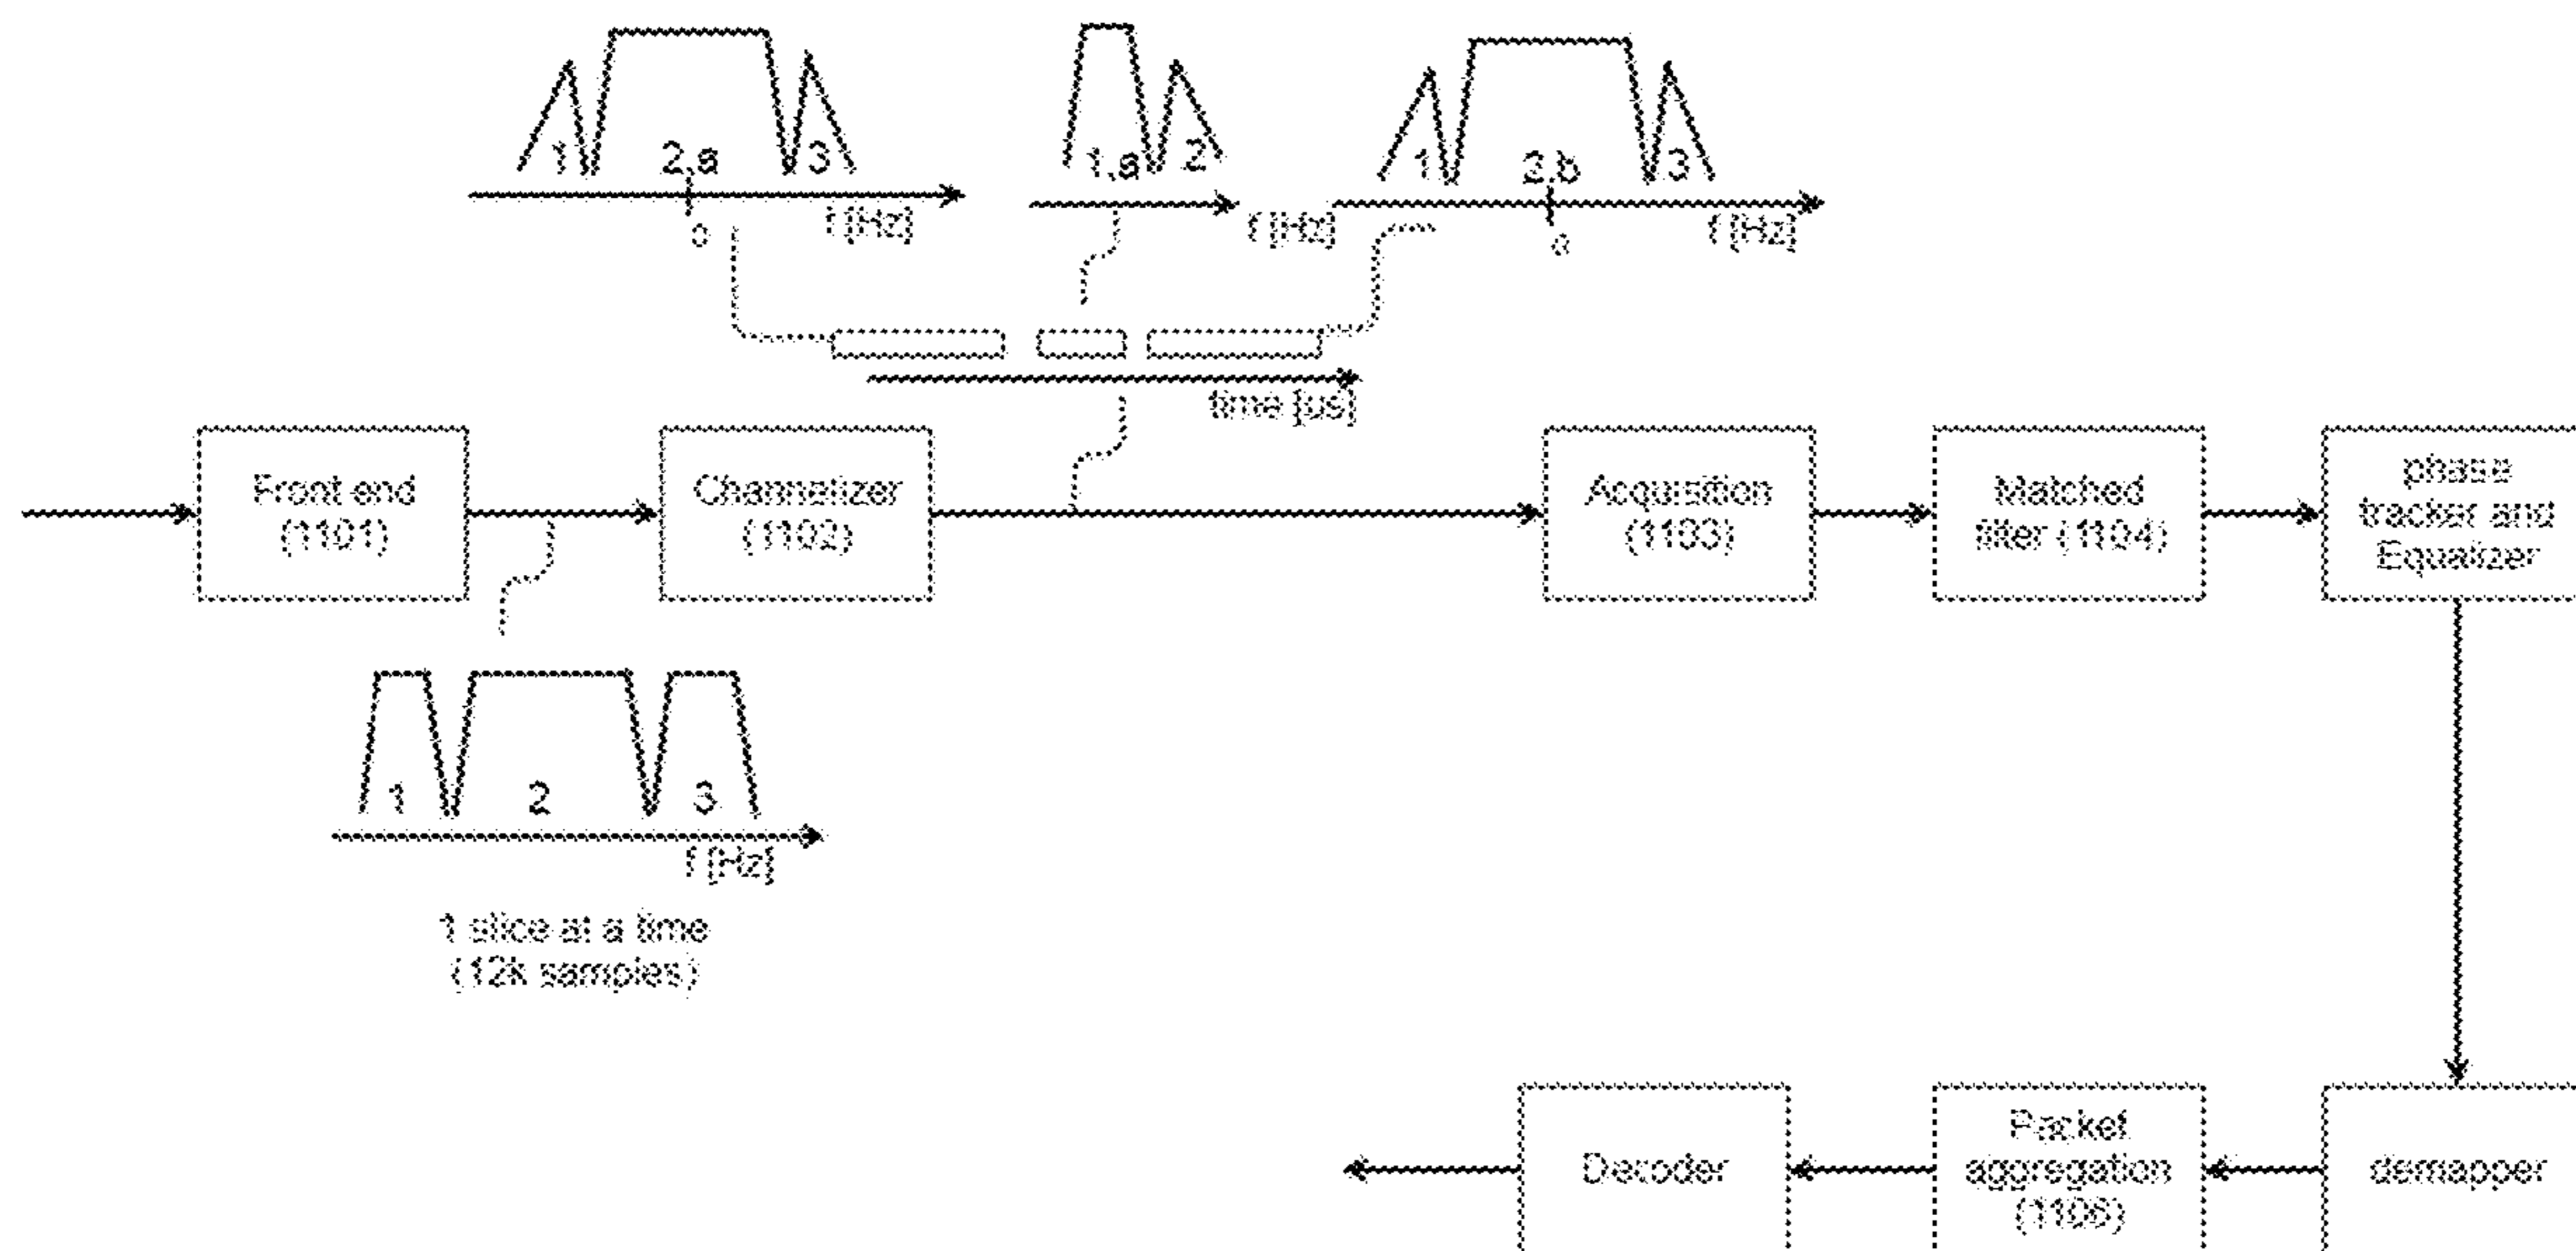 1 2,a 3
0 f [Hz]
1,a 2
f [Hz]
1 2,b 3
0 f [Hz]
time [us]
Front end
(1101)
Channelizer
(1102)
Acquisition
(1103)
Matched
filter (1104)
phase
tracker and
Equalizer
1 2 3
f [Hz]
1 slice at a time
(12k samples)
Decoder
Packet
aggregation
(1106)
demapper